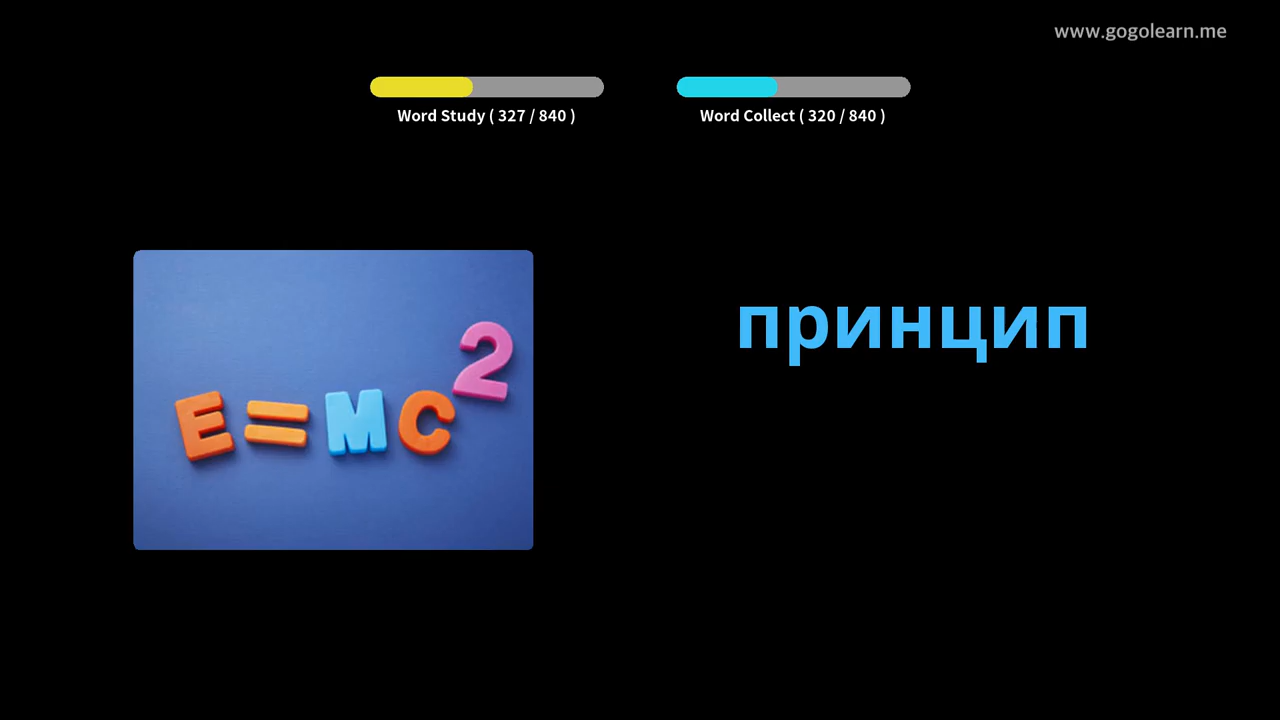 www.gogolearn.me
Word Study ( 327 / 840 )
Word Collect ( 320 / 840 )
E=MC2
принцип